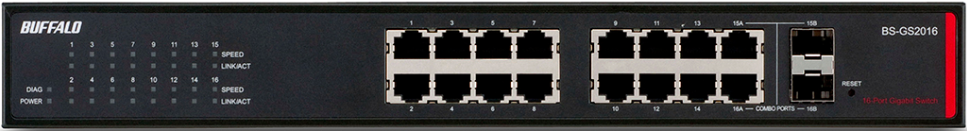 BUFFALO
BS-GS2016
1 3 5 7 9 11 13 15
SPEED
LINK/ACT
2 4 6 8 10 12 14 16
DIAG SPEED
POWER LINK/ACT
1 3 5 7
2 4 6 8
9 11 13 15A 15B
10 12 14 16A COMBO PORTS 16B
RESET
16 Port Gigabit Switch